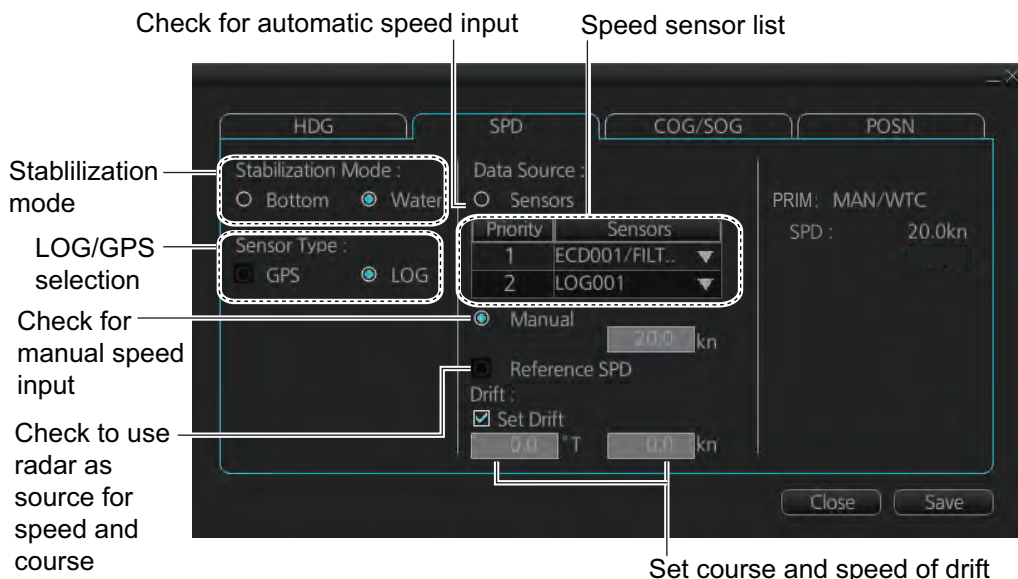 Check for automatic speed input
Speed sensor list
HDG
SPD
COG/SOG
POSN
Stablilization
mode
Stabilization Mode :
Bottom
Water
LOG/GPS
selection
Sensor Type :
GPS
LOG
Data Source :
Sensors
Priority Sensors
1 ECD001/FILT..
2 LOG001
Check for
manual speed
input
Manual
20.0 kn
Reference SPD
Drift :
Set Drift
0.0 °T 0.0 kn
Check to use
radar as
source for
speed and
course
PRIM: MAN/WTC
SPD : 20.0kn
Close
Save
Set course and speed of drift